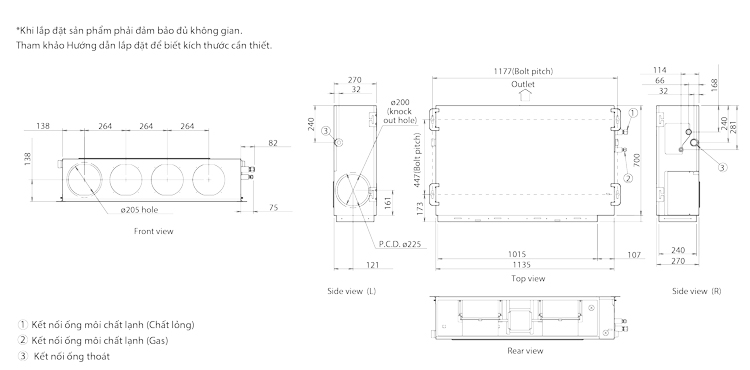 *Khi lắp đặt sản phẩm phải đảm bảo đủ không gian.
Tham khảo Hướng dẫn lắp đặt để biết kích thước cần thiết.
138
264
264
264
82
138
75
ø205 hole
Front view
270
32
ø200
(knock
out hole)
240
3
161
P.C.D. ø225
121
Side view (L)
1177(Bolt pitch)
Outlet
1
2
447(Bolt pitch)
173
700
1015
107
1135
Top view
114
66
32
168
240
281
3
240
270
Side view (R)
Rear view
1 Kết nối ống môi chất lạnh (Chất lỏng)
2 Kết nối ống môi chất lạnh (Gas)
3 Kết nối ống thoát